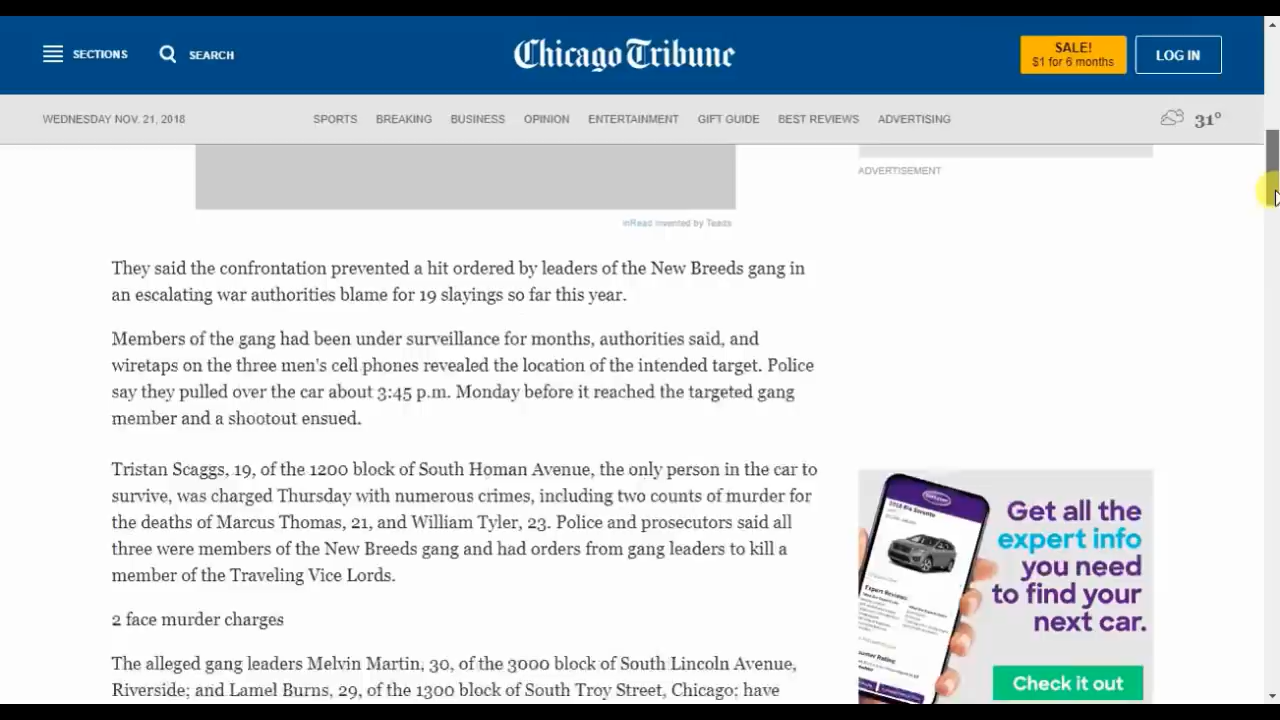 SECTIONS
SEARCH
Chicago Tribune
SALE!
$1 for 6 months
LOG IN
WEDNESDAY NOV. 21, 2018
SPORTS
BREAKING
BUSINESS
OPINION
ENTERTAINMENT
GIFT GUIDE
BEST REVIEWS
ADVERTISING
31°
ADVERTISEMENT
inRead invented by Teads
They said the confrontation prevented a hit ordered by leaders of the New Breeds gang in
an escalating war authorities blame for 19 slayings so far this year.
Members of the gang had been under surveillance for months, authorities said, and
wiretaps on the three men's cell phones revealed the location of the intended target. Police
say they pulled over the car about 3:45 p.m. Monday before it reached the targeted gang
member and a shootout ensued.
Tristan Scaggs, 19, of the 1200 block of South Homan Avenue, the only person in the car to
survive, was charged Thursday with numerous crimes, including two counts of murder for
the deaths of Marcus Thomas, 21, and William Tyler, 23. Police and prosecutors said all
three were members of the New Breeds gang and had orders from gang leaders to kill a
member of the Traveling Vice Lords.
2 face murder charges
The alleged gang leaders Melvin Martin, 30, of the 3000 block of South Lincoln Avenue,
Riverside; and Lamel Burns, 29, of the 1300 block of South Troy Street, Chicago; have
Get all the
expert info
you need
to find your
next car.
Check it out